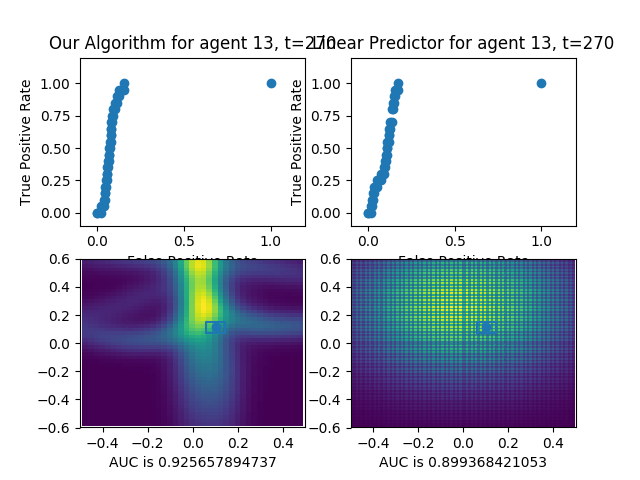 Our Algorithm for agent 13, t=270
Linear Predictor for agent 13, t=270
True Positive Rate
1.00
0.75
0.50
0.25
0.00
0.0 0.5 1.0
False Positive Rate
True Positive Rate
1.00
0.75
0.50
0.25
0.00
0.0 0.5 1.0
False Positive Rate
0.6
0.4
0.2
0.0
−0.2
−0.4
−0.6
−0.4 −0.2 0.0 0.2 0.4
AUC is 0.925657894737
0.6
0.4
0.2
0.0
−0.2
−0.4
−0.6
−0.4 −0.2 0.0 0.2 0.4
AUC is 0.899368421053